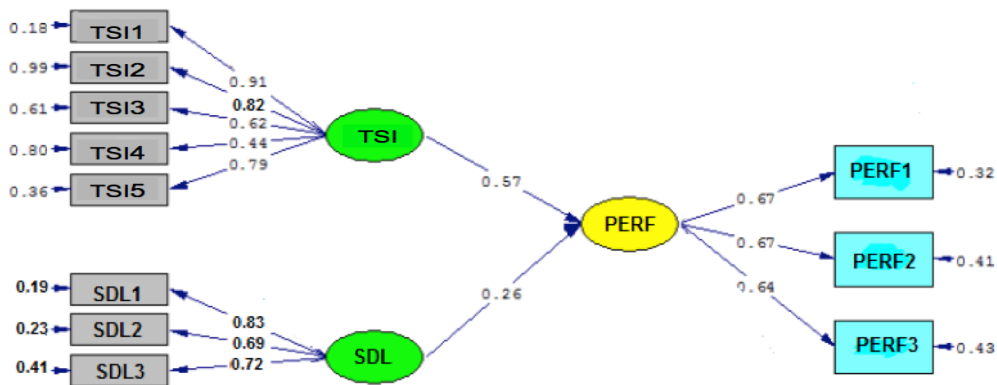 0.18 TSI1
0.99 TSI2
0.61 TSI3
0.80 TSI4
0.36 TSI5
0.91
0.82
0.62
0.44
0.79
TSI
0.57
0.19 SDL1
0.23 SDL2
0.41 SDL3
0.83
0.69
0.72
SDL
0.26
PERF
0.67
0.67
0.64
PERF1 0.32
PERF2 0.41
PERF3 0.43